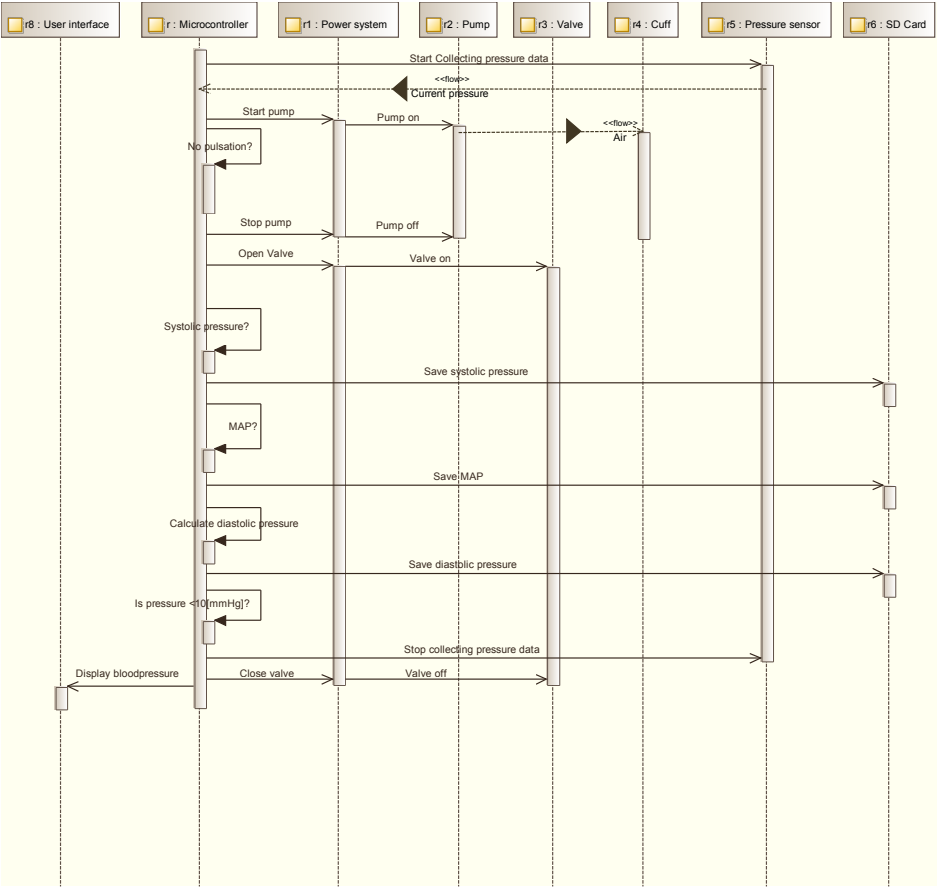 r8 : User interface
r : Microcontroller
r1 : Power system
r2 : Pump
r3 : Valve
r4 : Cuff
r5 : Pressure sensor
r6 : SD Card
Start Collecting pressure data
<<flow>>
Current pressure
Start pump
Pump on
<<flow>>
Air
No pulsation?
Stop pump
Pump off
Open Valve
Valve on
Systolic pressure?
Save systolic pressure
MAP?
Save MAP
Calculate diastolic pressure
Save diastolic pressure
Is pressure <10[mmHg]?
Stop collecting pressure data
Display bloodpressure
Close valve
Valve off